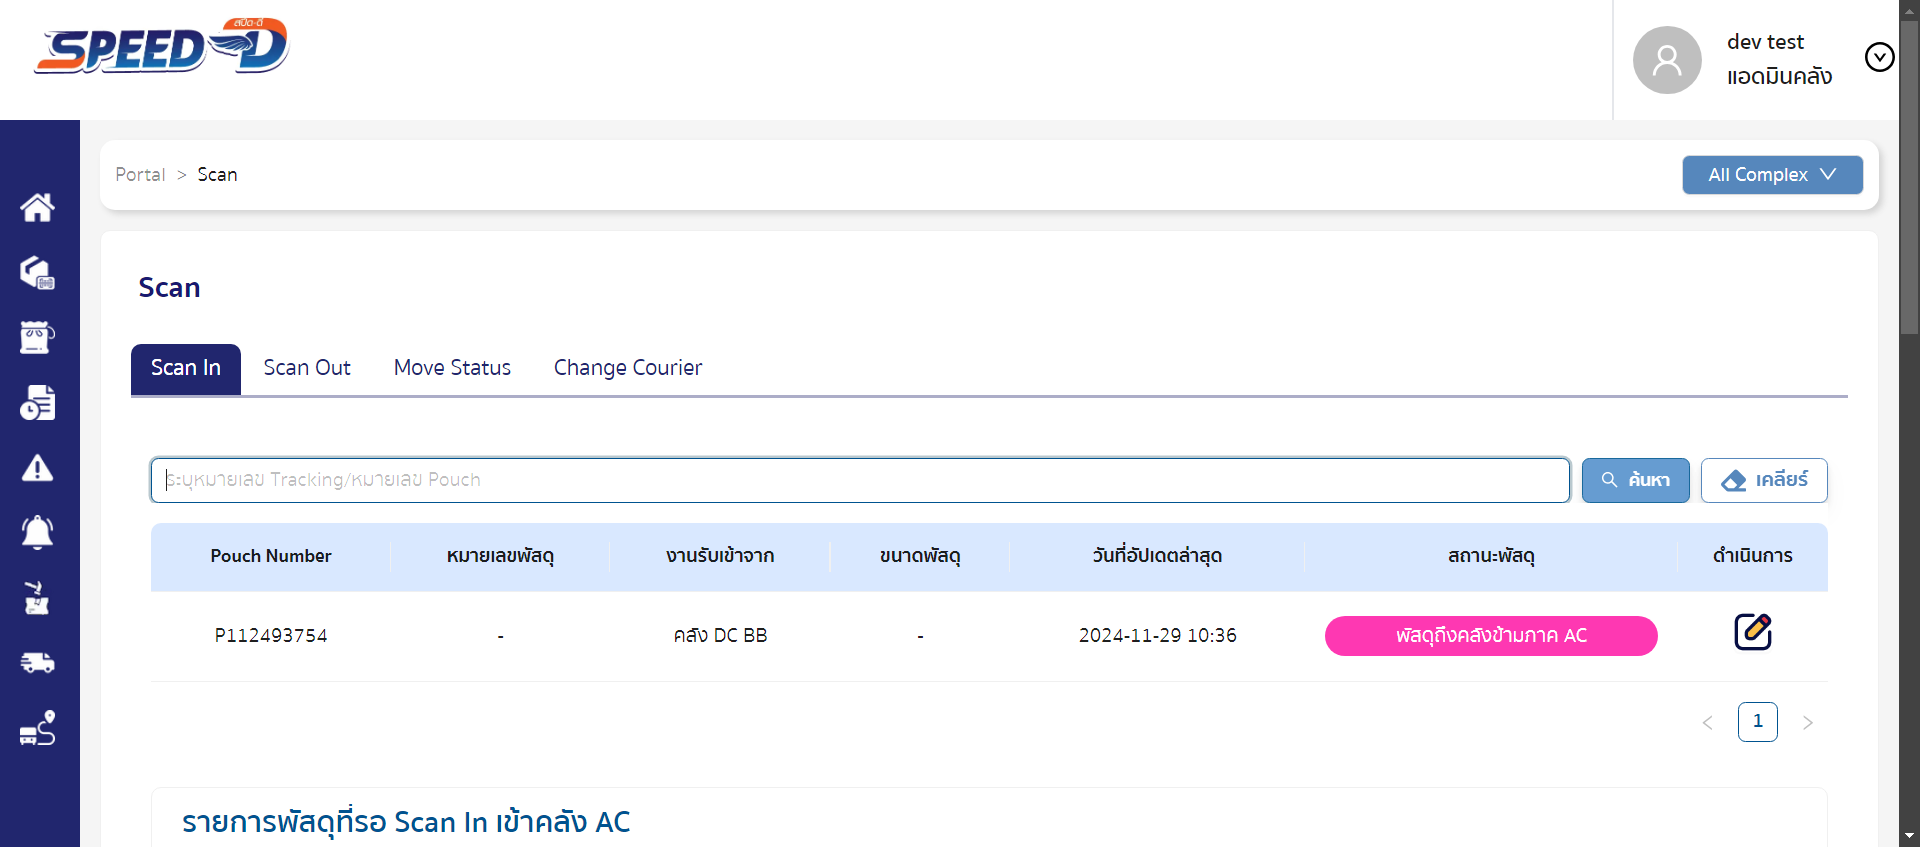 สปีด-ดี
SPEED-D
dev test
แอดมินคลัง
Portal > Scan
All Complex
Scan
Scan In Scan Out Move Status Change Courier
ระบุหมายเลข Tracking/หมายเลข Pouch
ค้นหา เคลียร์
Pouch Number หมายเลขพัสดุ งานรับเข้าจาก ขนาดพัสดุ วันที่อัปเดตล่าสุด สถานะพัสดุ ดำเนินการ
P112493754 - คลัง DC BB - 2024-11-29 10:36 พัสดุถึงคลังข้ามภาค AC
< 1 >
รายการพัสดุที่รอ Scan In เข้าคลัง AC